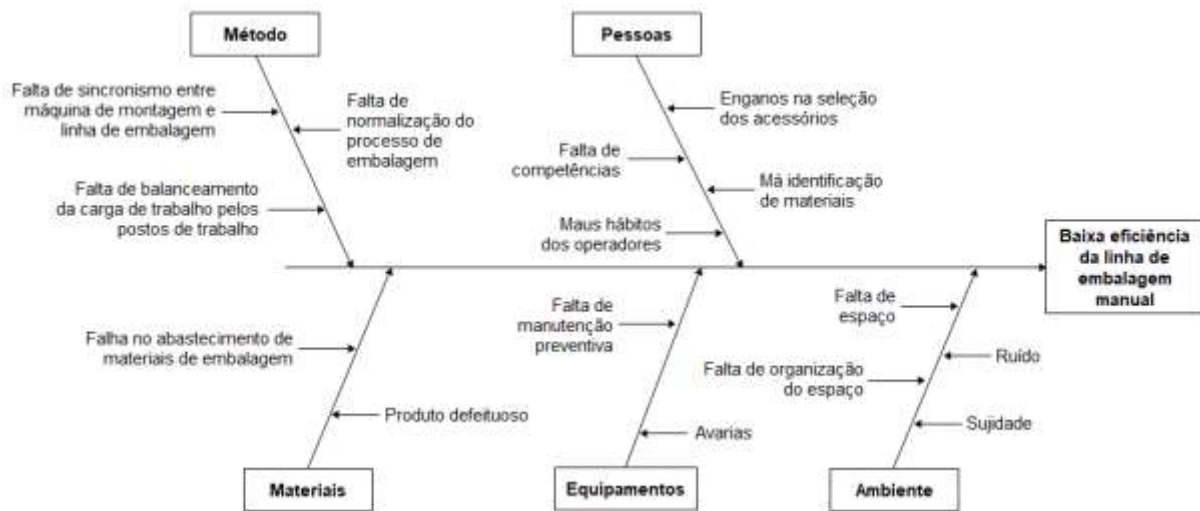 Método
Pessoas
Falta de sincronismo entre
máquina de montagem e
linha de embalagem
Falta de
normalização do
processo de
embalagem
Falta de balanceamento
da carga de trabalho pelos
postos de trabalho
Enganos na seleção
dos acessórios
Falta de
competências
Má identificação
de materiais
Maus hábitos
dos operadores
Baixa eficiência
da linha de
embalagem
manual
Falha no abastecimento de
materiais de embalagem
Produto defeituoso
Falta de
manutenção
preventiva
Avarias
Falta de
espaço
Ruído
Falta de organização
do espaço
Sujidade
Materiais
Equipamentos
Ambiente